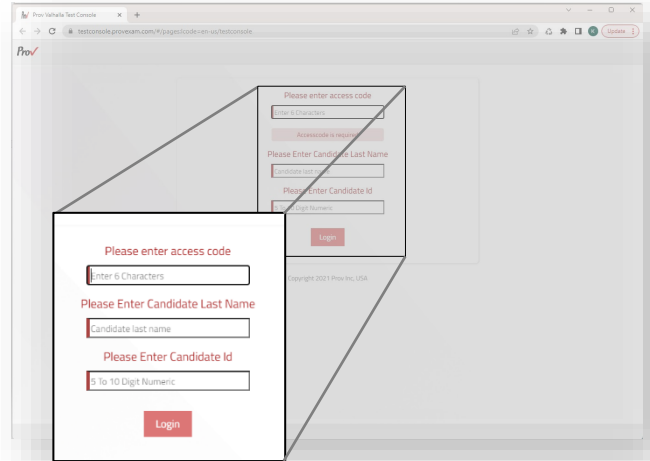 Prov Valhalla Test Console
testconsole.provexam.com/#/pages?code=en-us/testconsole
Update
Prov
Please enter access code
Enter 6 Characters
Accesscode is required
Please Enter Candidate Last Name
Candidate last name
Please Enter Candidate Id
5 To 10 Digit Numeric
Login
Copyright 2021 Prov Inc, USA
Please enter access code
Enter 6 Characters
Please Enter Candidate Last Name
Candidate last name
Please Enter Candidate Id
5 To 10 Digit Numeric
Login